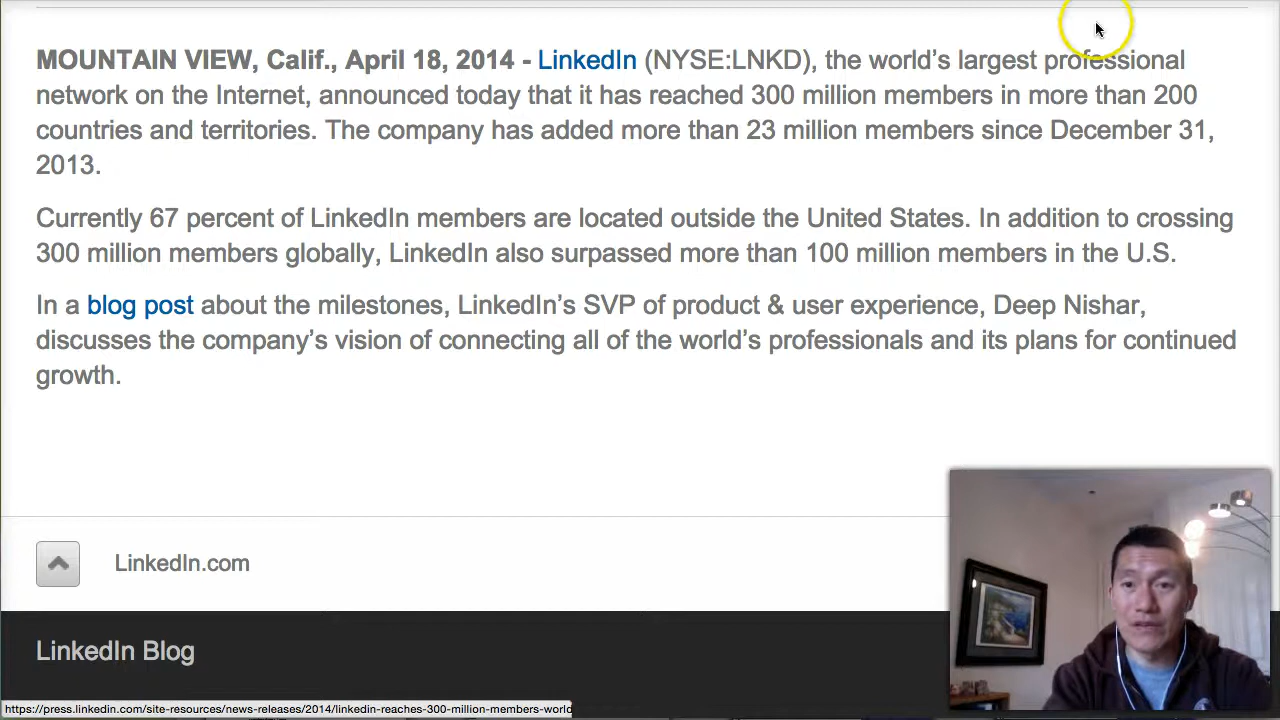 MOUNTAIN VIEW, Calif., April 18, 2014 - LinkedIn (NYSE:LNKD), the world’s largest professional
network on the Internet, announced today that it has reached 300 million members in more than 200
countries and territories. The company has added more than 23 million members since December 31,
2013.
Currently 67 percent of LinkedIn members are located outside the United States. In addition to crossing
300 million members globally, LinkedIn also surpassed more than 100 million members in the U.S.
In a blog post about the milestones, LinkedIn’s SVP of product & user experience, Deep Nishar,
discusses the company’s vision of connecting all of the world’s professionals and its plans for continued
growth.
LinkedIn.com
LinkedIn Blog
https://press.linkedin.com/site-resources/news-releases/2014/linkedin-reaches-300-million-members-world